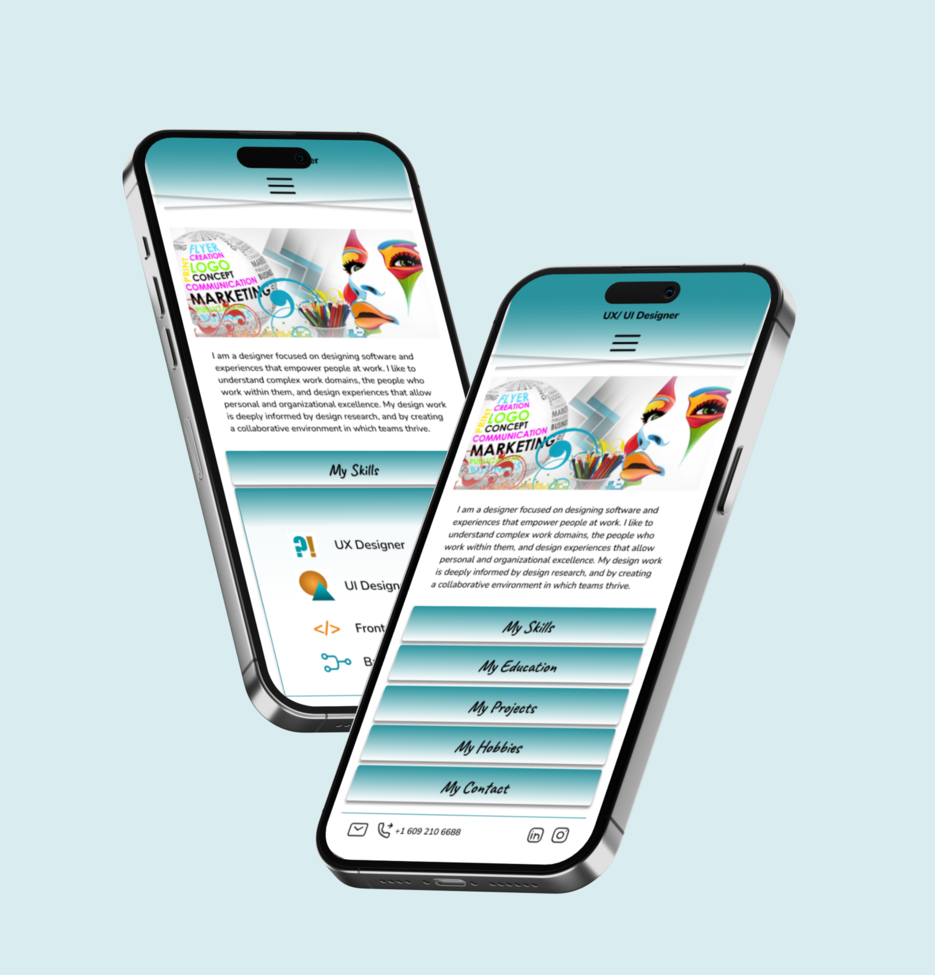 er
FLYER
CREATION
PRINT
LOGO
CONCEPT
COMMUNICATION
MARKETING
I am a designer focused on designing software and
experiences that empower people at work. I like to
understand complex work domains, the people who
work within them, and design experiences that allow
personal and organizational excellence. My design work
is deeply informed by design research, and by creating
a collaborative environment in which teams thrive.
My Skills
UX Designer
UI Design
</> Front
Ba
UX/ UI Designer
FLYER
CREATION
PRINT
LOGO
CONCEPT
COMMUNICATION
MARKETING
I am a designer focused on designing software and
experiences that empower people at work. I like to
understand complex work domains, the people who
work within them, and design experiences that allow
personal and organizational excellence. My design work
is deeply informed by design research, and by creating
a collaborative environment in which teams thrive.
My Skills
My Education
My Projects
My Hobbies
My Contact
+1 609 210 6688
in